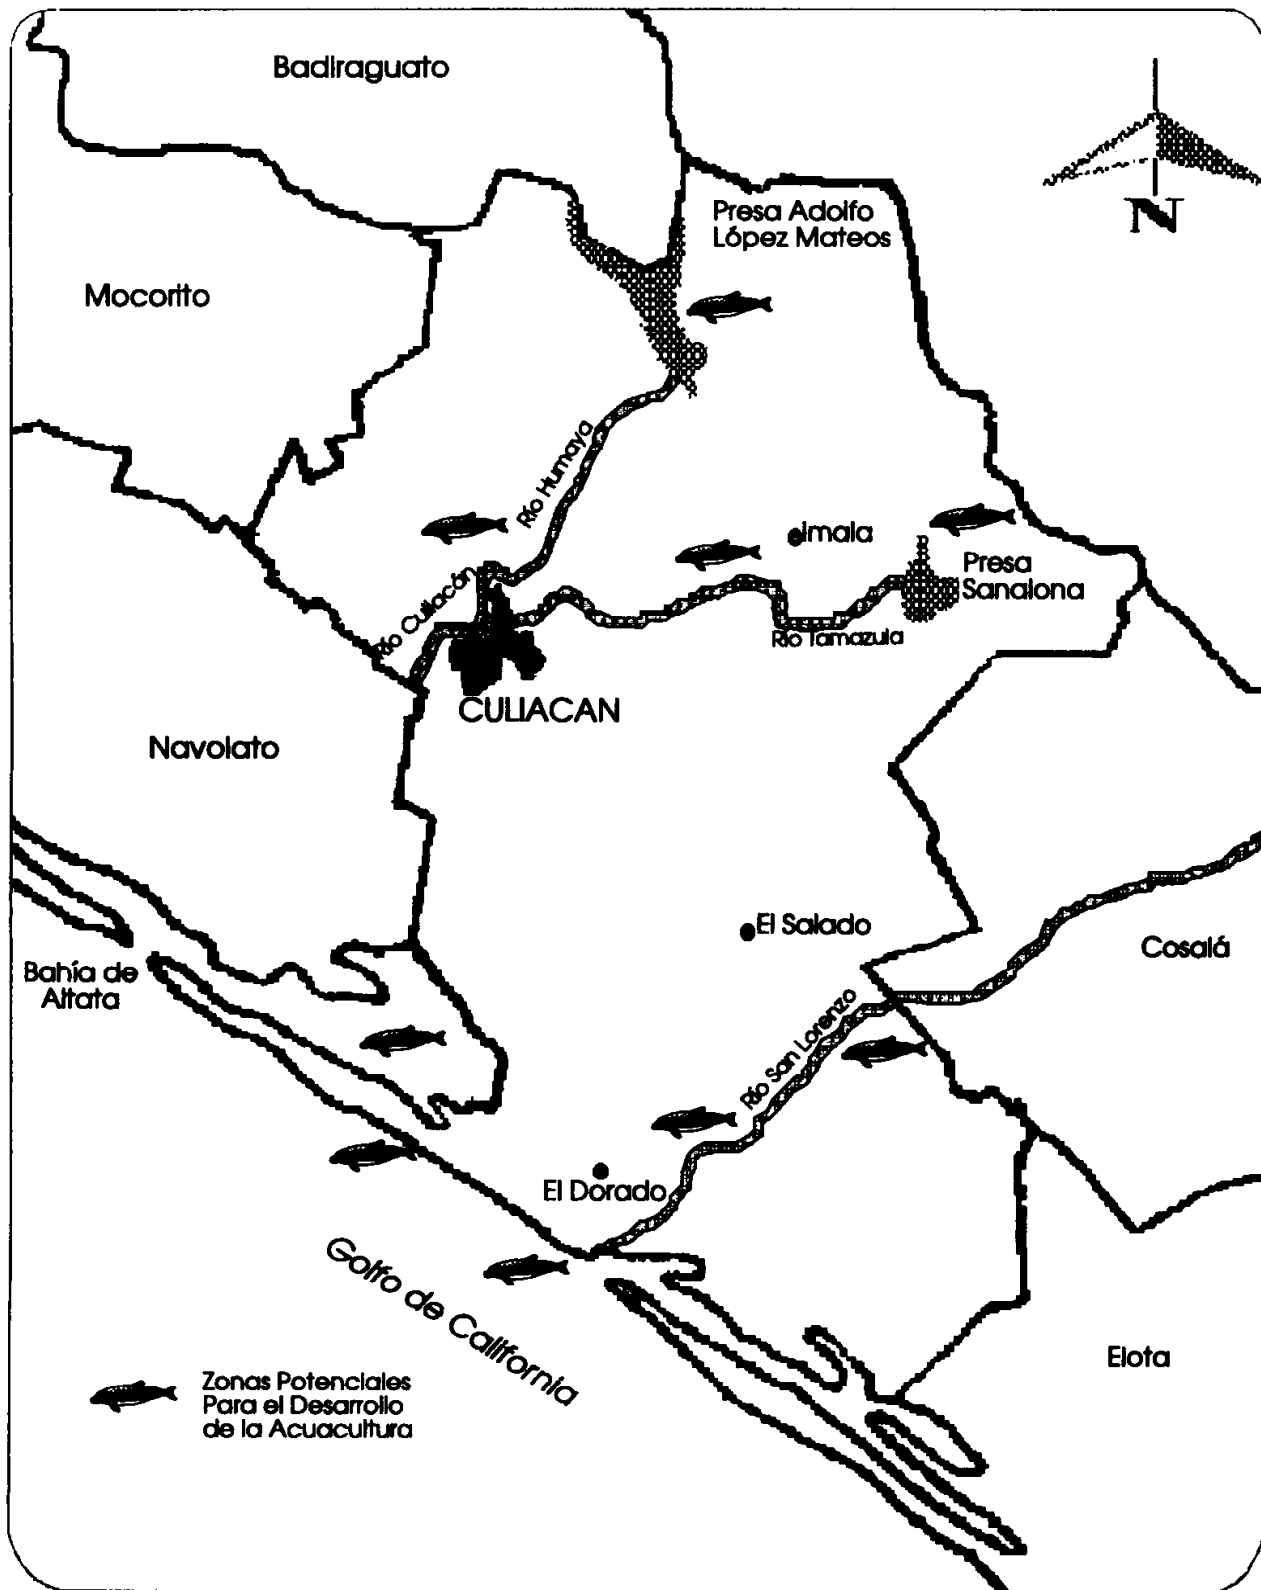 Badiraguato
N
Presa Adolfo
López Mateos
Mocorito
Río Humaya
Imala
Presa
Sanalona
Río Culiacán
Río Tamazula
CULIACAN
Navolato
El Salado
Cosalá
Bahía de
Altata
Río San Lorenzo
El Dorado
Golfo de California
Elota
Zonas Potenciales
Para el Desarrollo
de la Acuacultura